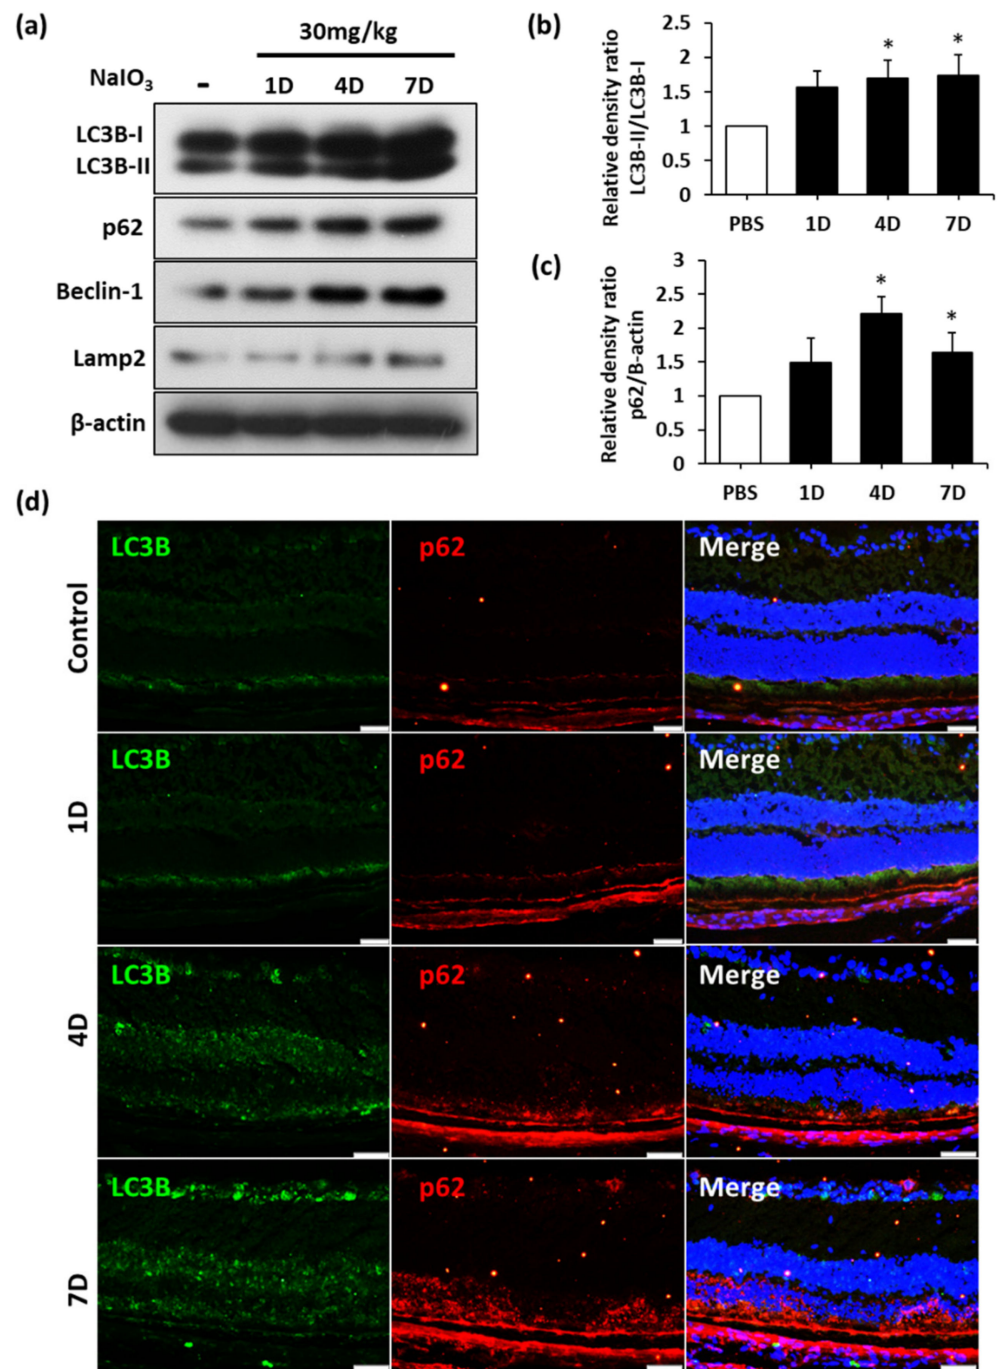 (a)
30mg/kg
NaIO3
- 1D 4D 7D
LC3B-I
LC3B-II
p62
Beclin-1
Lamp2
β-actin
(b)
Relative density ratio
LC3B-II/LC3B-I
2.5
2
1.5
1
0.5
0
* *
PBS 1D 4D 7D
(c)
Relative density ratio
p62/B-actin
3
2.5
2
1.5
1
0.5
0
* *
PBS 1D 4D 7D
(d)
Control
LC3B p62 Merge
1D
LC3B p62 Merge
4D
LC3B p62 Merge
7D
LC3B p62 Merge